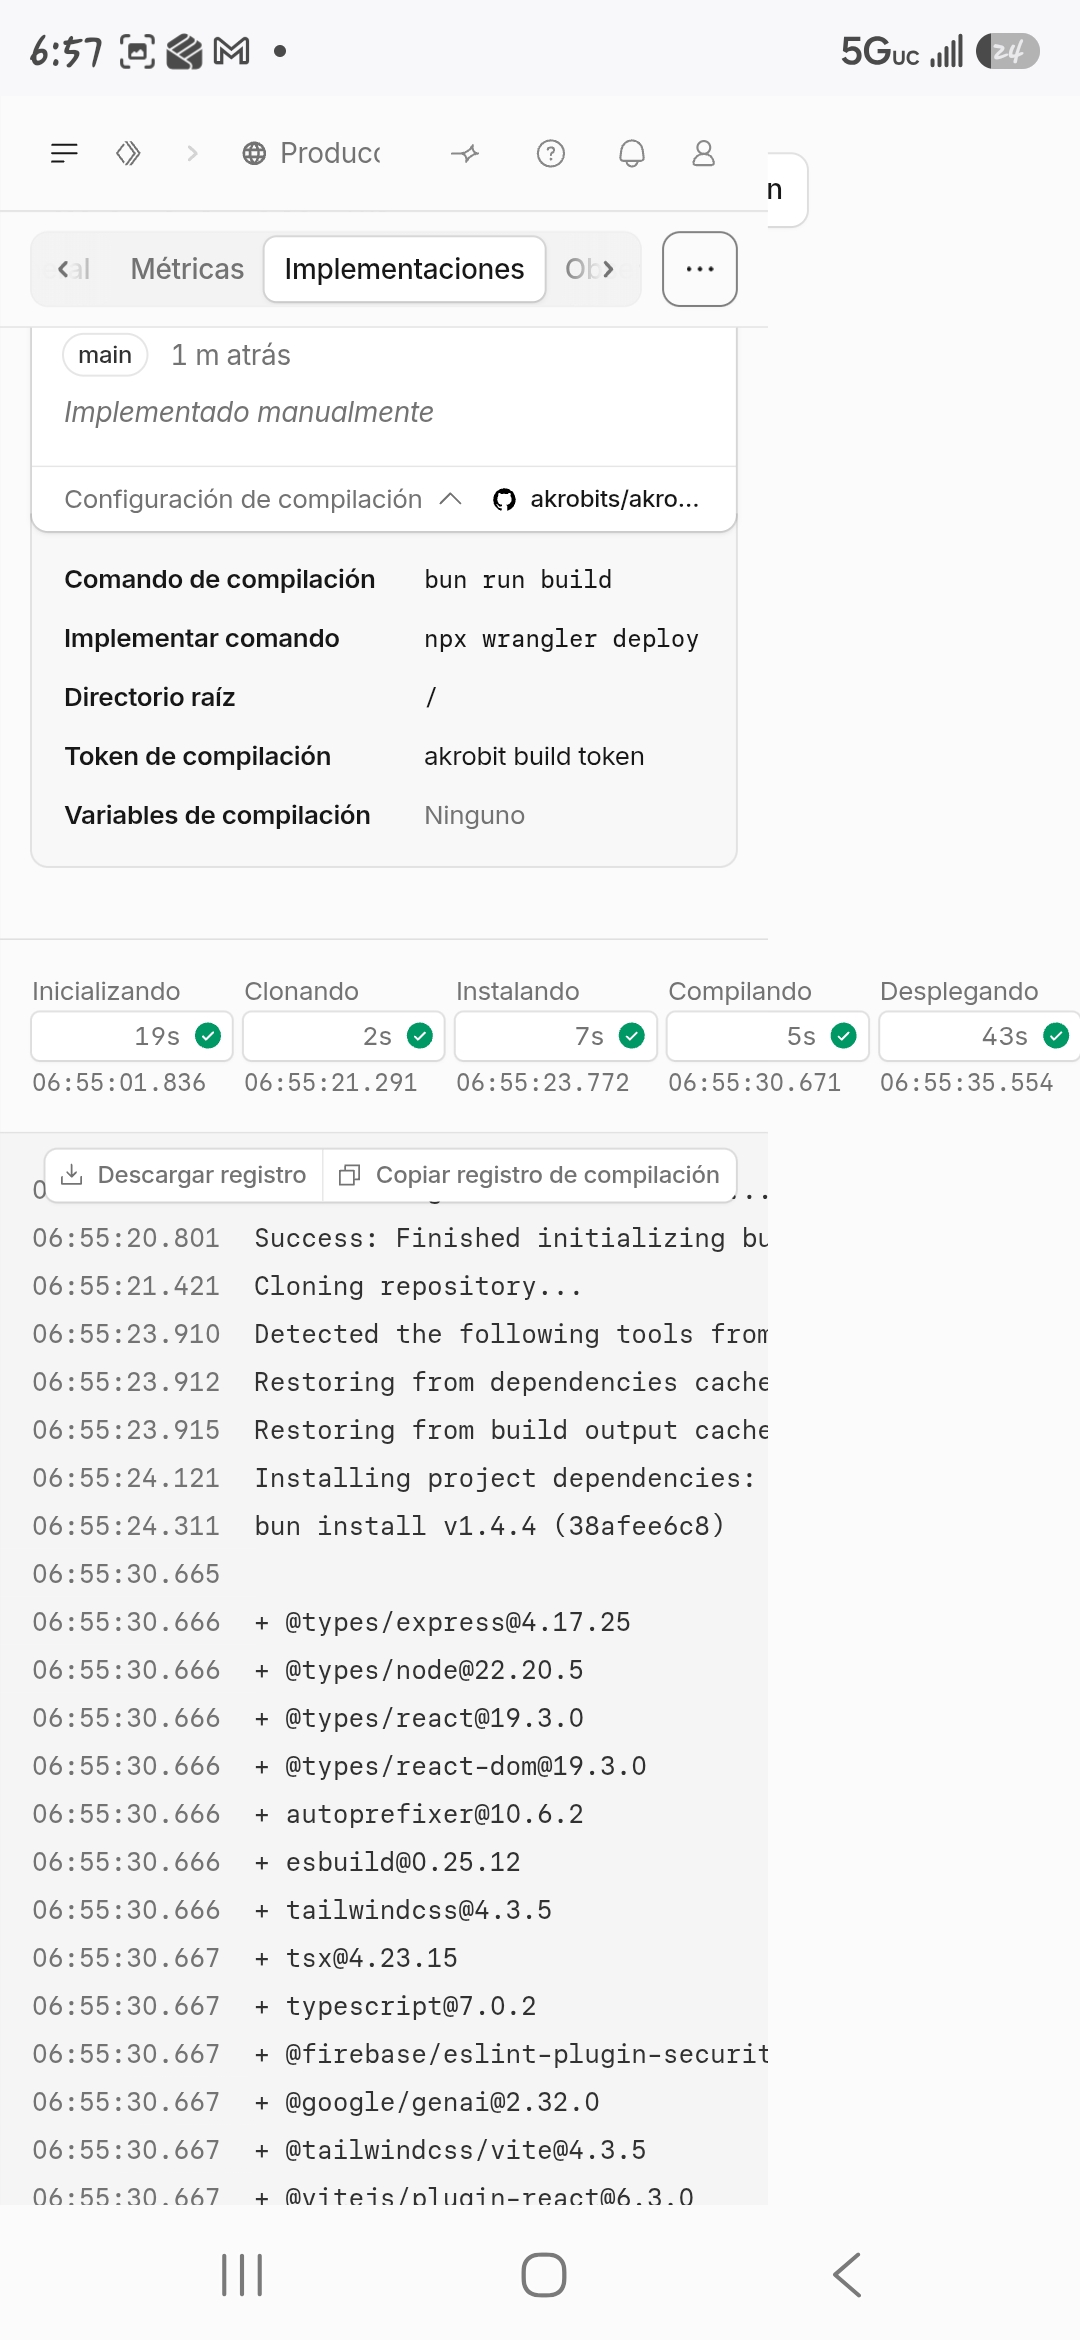 6:57
5GUC
24
Produc
n
al
Métricas
Implementaciones
Ob
main
1 m atrás
Implementado manualmente
Configuración de compilación
akrobits/akro...
Comando de compilación
bun run build
Implementar comando
npx wrangler deploy
Directorio raíz
/
Token de compilación
akrobit build token
Variables de compilación
Ninguno
Inicializando Clonando Instalando Compilando Desplegando
19s 2s 7s 5s 43s
06:55:01.836 06:55:21.291 06:55:23.772 06:55:30.671 06:55:35.554
Descargar registro
Copiar registro de compilación
06:55:20.801 Success: Finished initializing bu
06:55:21.421 Cloning repository...
06:55:23.910 Detected the following tools from
06:55:23.912 Restoring from dependencies cache
06:55:23.915 Restoring from build output cache
06:55:24.121 Installing project dependencies:
06:55:24.311 bun install v1.4.4 (38afee6c8)
06:55:30.665
06:55:30.666 + @types/express@4.17.25
06:55:30.666 + @types/node@22.20.5
06:55:30.666 + @types/react@19.3.0
06:55:30.666 + @types/react-dom@19.3.0
06:55:30.666 + autoprefixer@10.6.2
06:55:30.666 + esbuild@0.25.12
06:55:30.666 + tailwindcss@4.3.5
06:55:30.667 + tsx@4.23.15
06:55:30.667 + typescript@7.0.2
06:55:30.667 + @firebase/eslint-plugin-securit
06:55:30.667 + @google/genai@2.32.0
06:55:30.667 + @tailwindcss/vite@4.3.5
06:55:30.667 + @vitejs/plugin-react@6.3.0